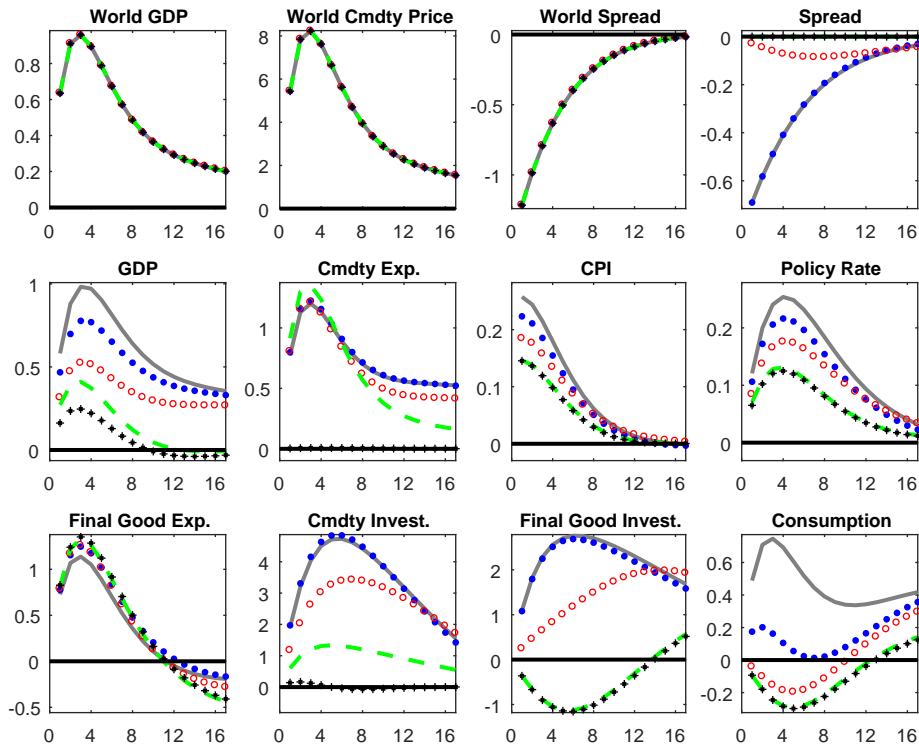 World GDP
World Cmdty Price
World Spread
Spread
0.8
0.6
0.4
0.2
0
0 4 8 12 16
8
6
4
2
0
0 4 8 12 16
0
-0.5
-1
0 4 8 12 16
0
-0.2
-0.4
-0.6
0 4 8 12 16
GDP
Cmdty Exp.
CPI
Policy Rate
1
0.5
0
0 4 8 12 16
1
0.5
0
0 4 8 12 16
0.2
0.1
0
0 4 8 12 16
0.2
0.1
0
0 4 8 12 16
Final Good Exp.
Cmdty Invest.
Final Good Invest.
Consumption
1
0.5
0
-0.5
0 4 8 12 16
4
3
2
1
0
0 4 8 12 16
2
1
0
-1
0 4 8 12 16
0.6
0.4
0.2
0
-0.2
0 4 8 12 16